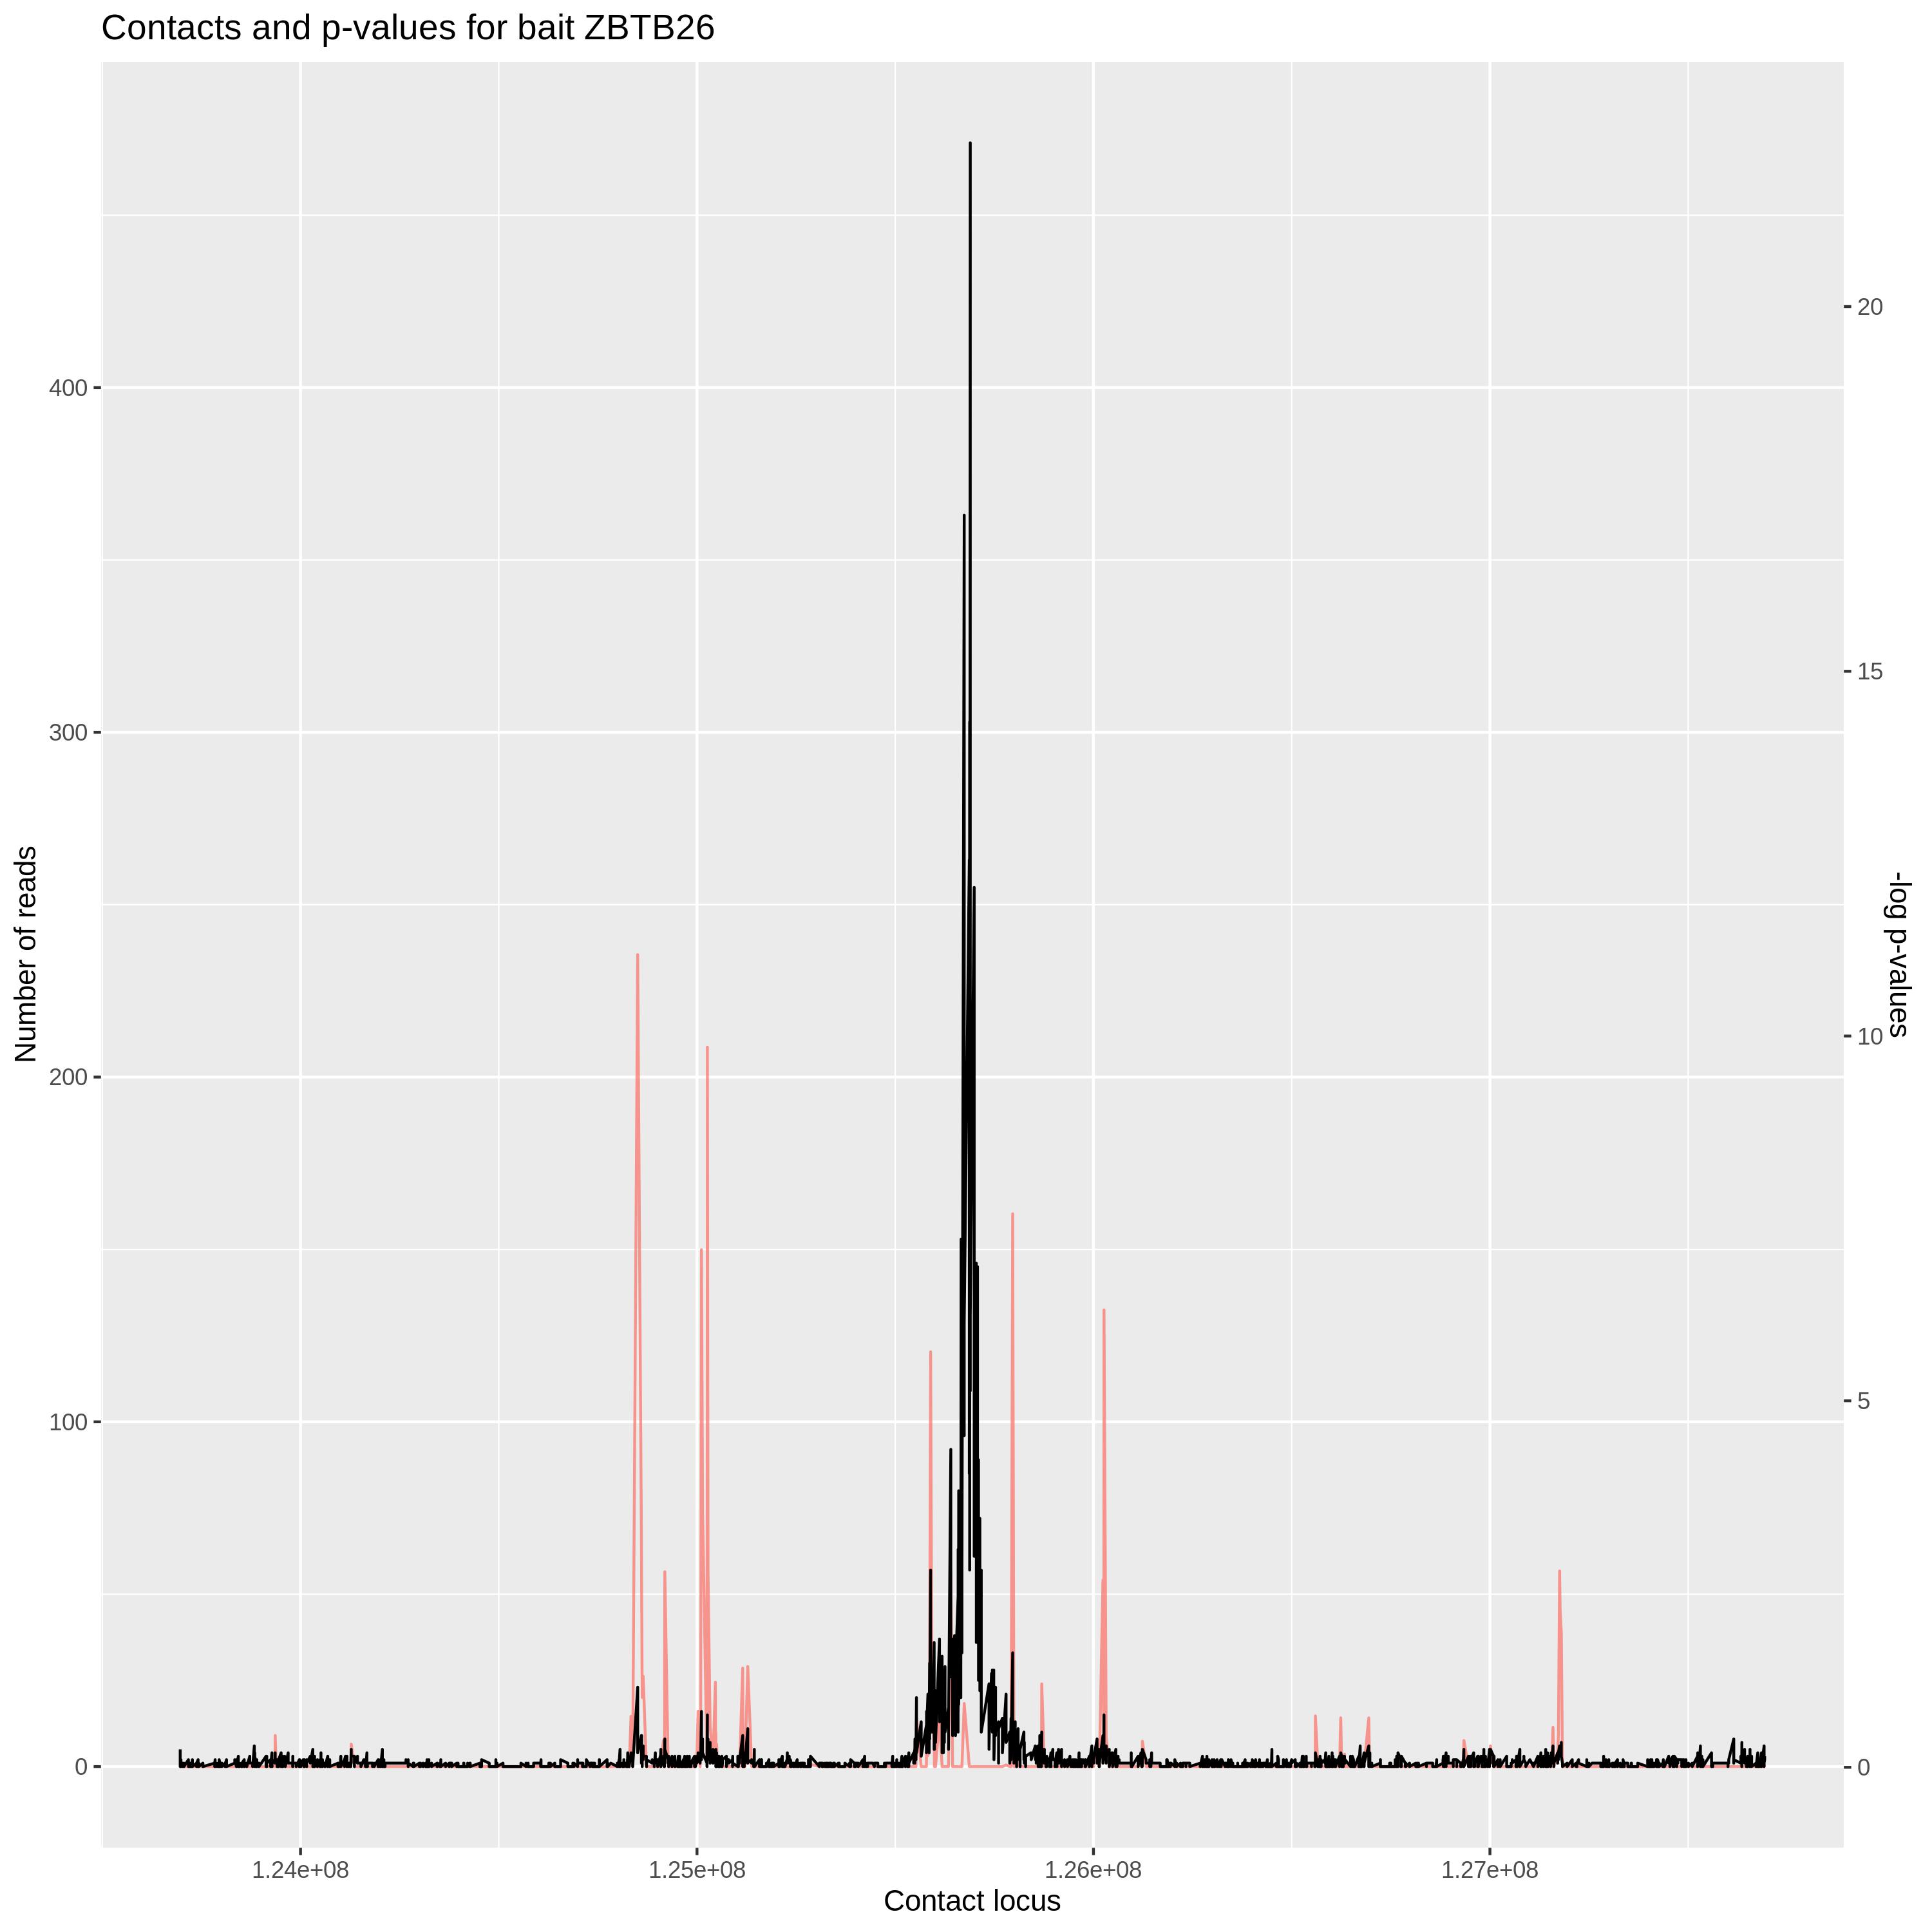 Contacts and p-values for bait ZBTB26
Number of reads
400
300
200
100
0
20
15
10
5
0
-log p-values
1.24e+08
1.25e+08
1.26e+08
1.27e+08
Contact locus